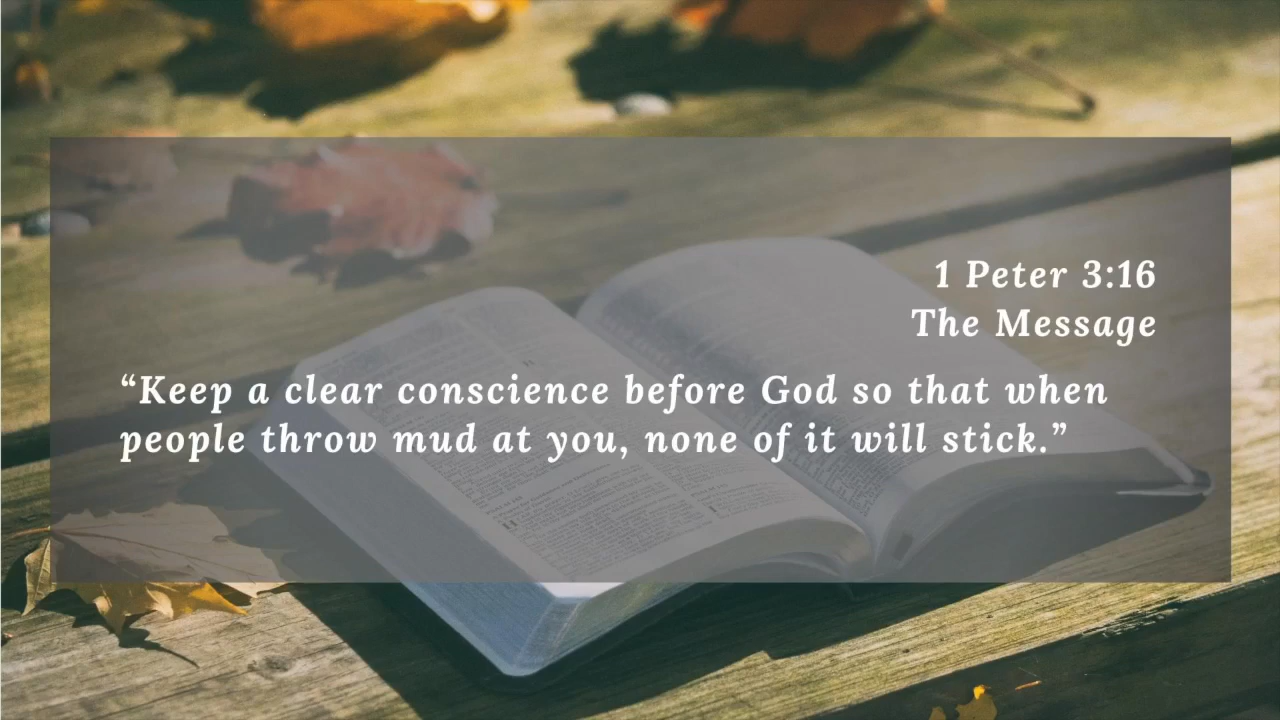 1 Peter 3:16
The Message
“Keep a clear conscience before God so that when
people throw mud at you, none of it will stick.”